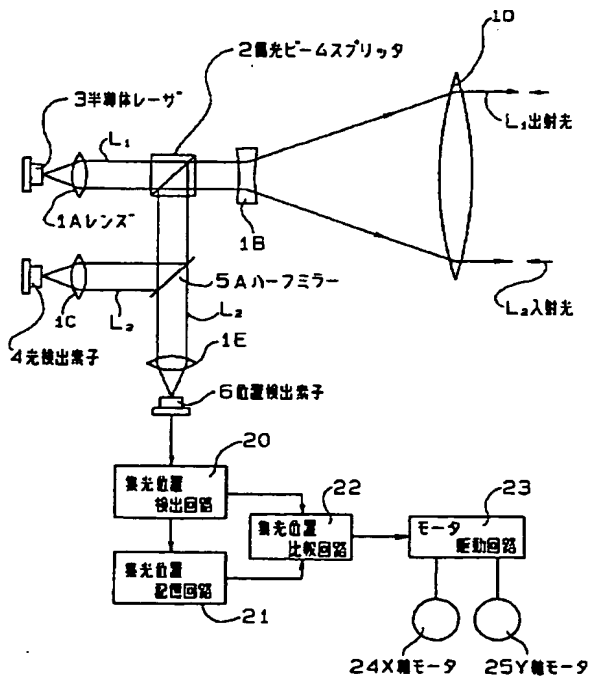 2偏光ビームスプリッタ
1D
3半導体レーザ
L₁
L₁出射光
1Aレンズ
1B
5Aハーフミラー
1C
L₂
L₂
L₂入射光
4光検出素子
1E
6位置検出素子
20
集光位置
検出回路
22
集光位置
比較回路
23
モータ
駆動回路
集光位置
記憶回路
21
24X軸モータ
25Y軸モータ